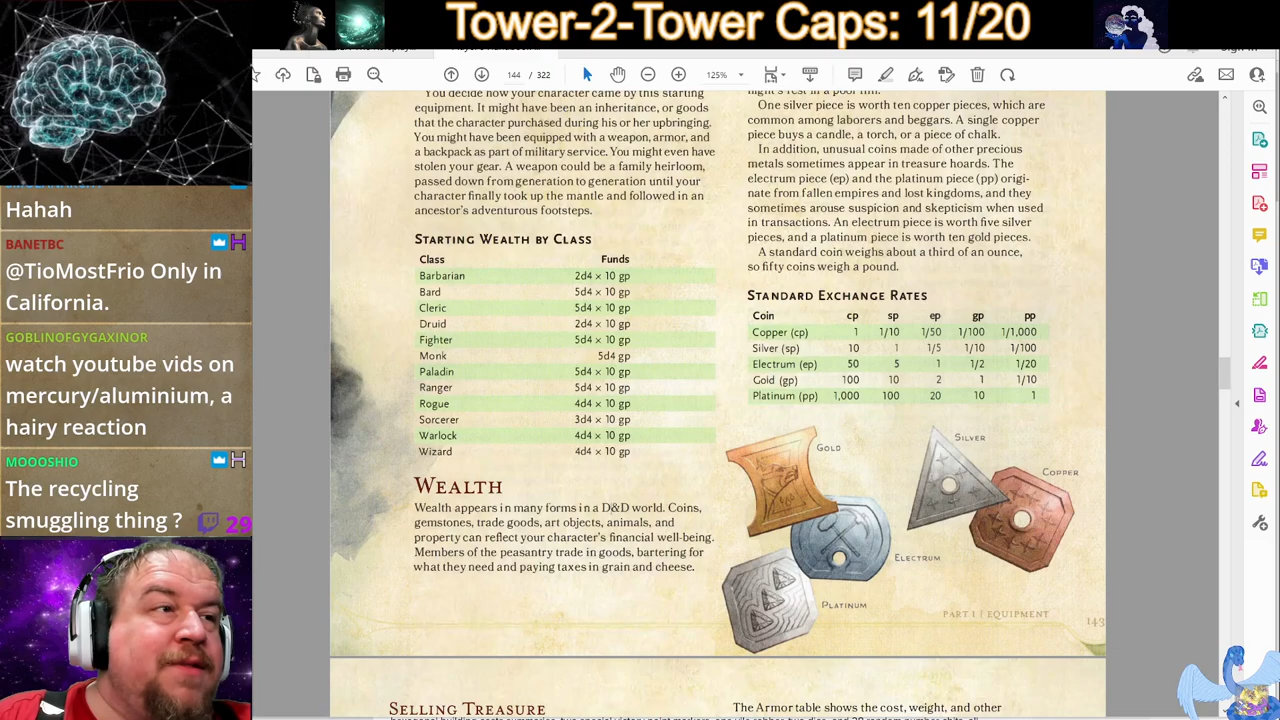 Tower-2-Tower Caps: 11/20
144 / 322
125%
Hahah
BANETBC
@TioMostFrio Only in
California.
GOBLINOFGYGAXINOR
watch youtube vids on
mercury/aluminium, a
hairy reaction
MOOOSHIO
The recycling
smuggling thing ?
29
You decide how your character came by this starting
equipment. It might have been an inheritance, or goods
that the character purchased during his or her upbringing.
You might have been equipped with a weapon, armor, and
a backpack as part of military service. You might even have
stolen your gear. A weapon could be a family heirloom,
passed down from generation to generation until your
character finally took up the mantle and followed in an
ancestor's adventurous footsteps.
STARTING WEALTH BY CLASS
Class Funds
Barbarian 2d4 × 10 gp
Bard 5d4 × 10 gp
Cleric 5d4 × 10 gp
Druid 2d4 × 10 gp
Fighter 5d4 × 10 gp
Monk 5d4 gp
Paladin 5d4 × 10 gp
Ranger 5d4 × 10 gp
Rogue 4d4 × 10 gp
Sorcerer 3d4 × 10 gp
Warlock 4d4 × 10 gp
Wizard 4d4 × 10 gp
WEALTH
Wealth appears in many forms in a D&D world. Coins,
gemstones, trade goods, art objects, animals, and
property can reflect your character's financial well-being.
Members of the peasantry trade in goods, bartering for
what they need and paying taxes in grain and cheese.
One silver piece is worth ten copper pieces, which are
common among laborers and beggars. A single copper
piece buys a candle, a torch, or a piece of chalk.
In addition, unusual coins made of other precious
metals sometimes appear in treasure hoards. The
electrum piece (ep) and the platinum piece (pp) origi-
nate from fallen empires and lost kingdoms, and they
sometimes arouse suspicion and skepticism when used
in transactions. An electrum piece is worth five silver
pieces, and a platinum piece is worth ten gold pieces.
A standard coin weighs about a third of an ounce,
so fifty coins weigh a pound.
STANDARD EXCHANGE RATES
Coin cp sp ep gp pp
Copper (cp) 1 1/10 1/50 1/100 1/1,000
Silver (sp) 10 1 1/5 1/10 1/100
Electrum (ep) 50 5 1 1/2 1/20
Gold (gp) 100 10 2 1 1/10
Platinum (pp) 1,000 100 20 10 1
GOLD
SILVER
COPPER
ELECTRUM
PLATINUM
PART 1 | EQUIPMENT
143
SELLING TREASURE
The Armor table shows the cost, weight, and other